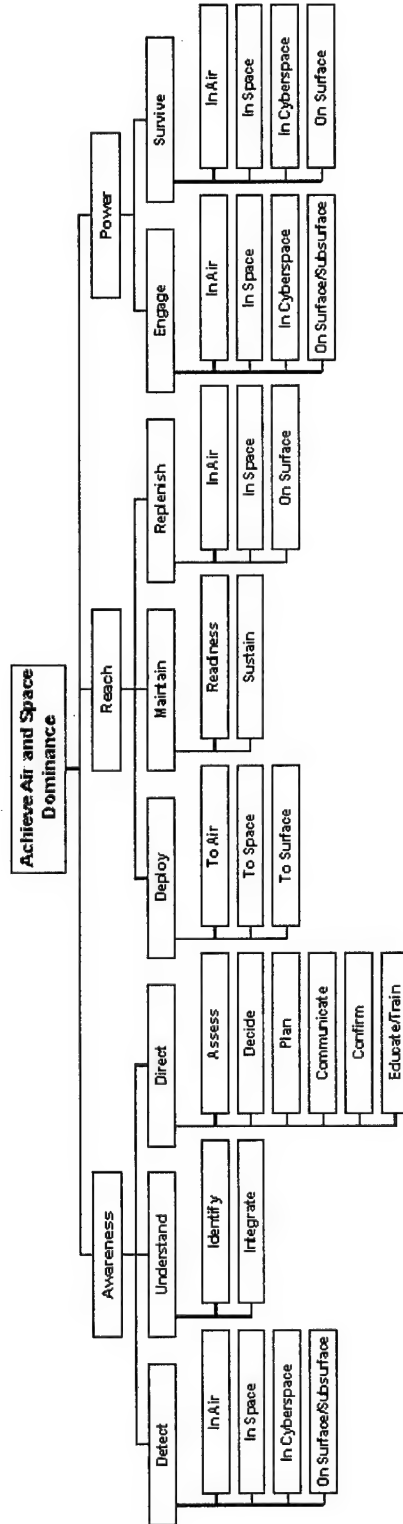 Achieve Air and Space
Dominance
Awareness
Reach
Power
Detect
Understand
Direct
Deploy
Maintain
Replenish
Engage
Survive
In Air
In Space
In Cyberspace
On Surface/Subsurface
Identify
Integrate
Assess
Decide
Plan
Communicate
Confirm
Educate/Train
To Air
To Space
To Surface
Readiness
Sustain
In Air
In Space
On Surface
In Air
In Space
In Cyberspace
On Surface/Subsurface
In Air
In Space
In Cyberspace
On Surface